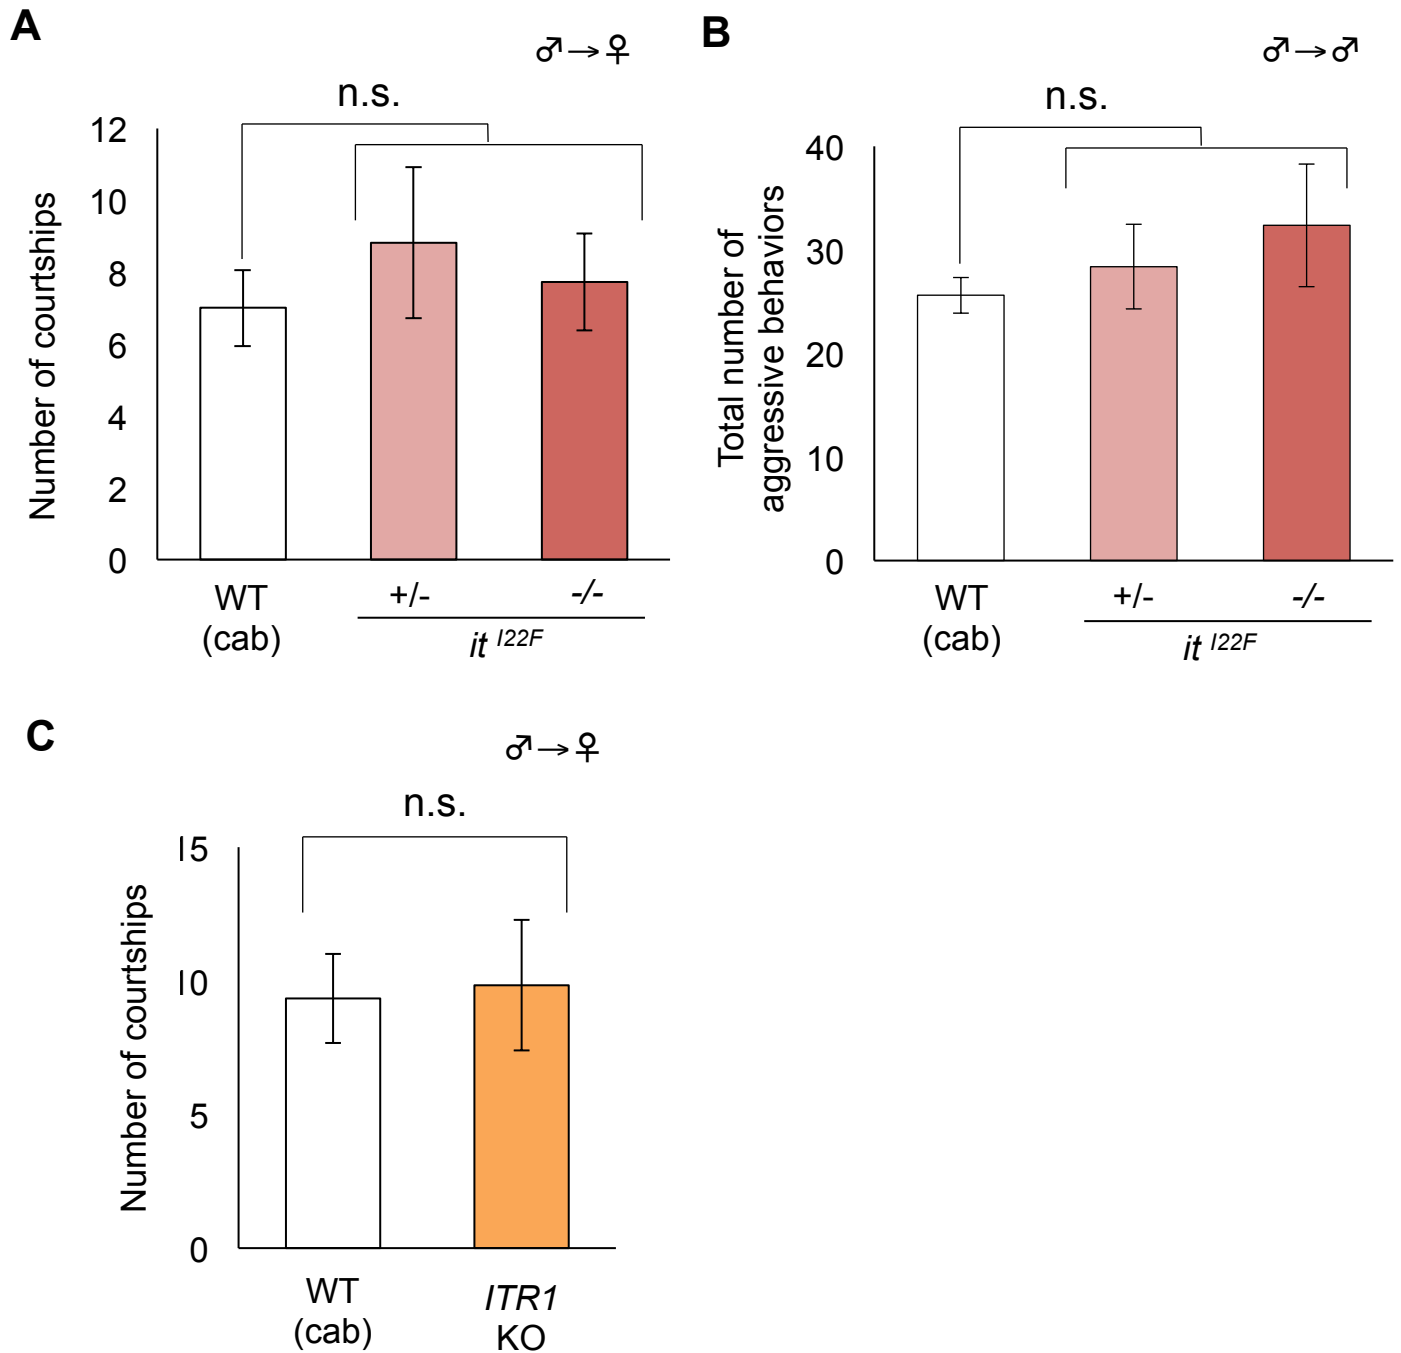 A
♂→♀
n.s.
12
10
8
6
4
2
0
Number of courtships
WT
(cab)
+/-
-/-
it I22F
B
♂→♂
n.s.
40
30
20
10
0
Total number of
aggressive behaviors
WT
(cab)
+/-
-/-
it I22F
C
♂→♀
n.s.
15
10
5
0
Number of courtships
WT
(cab)
ITR1
KO